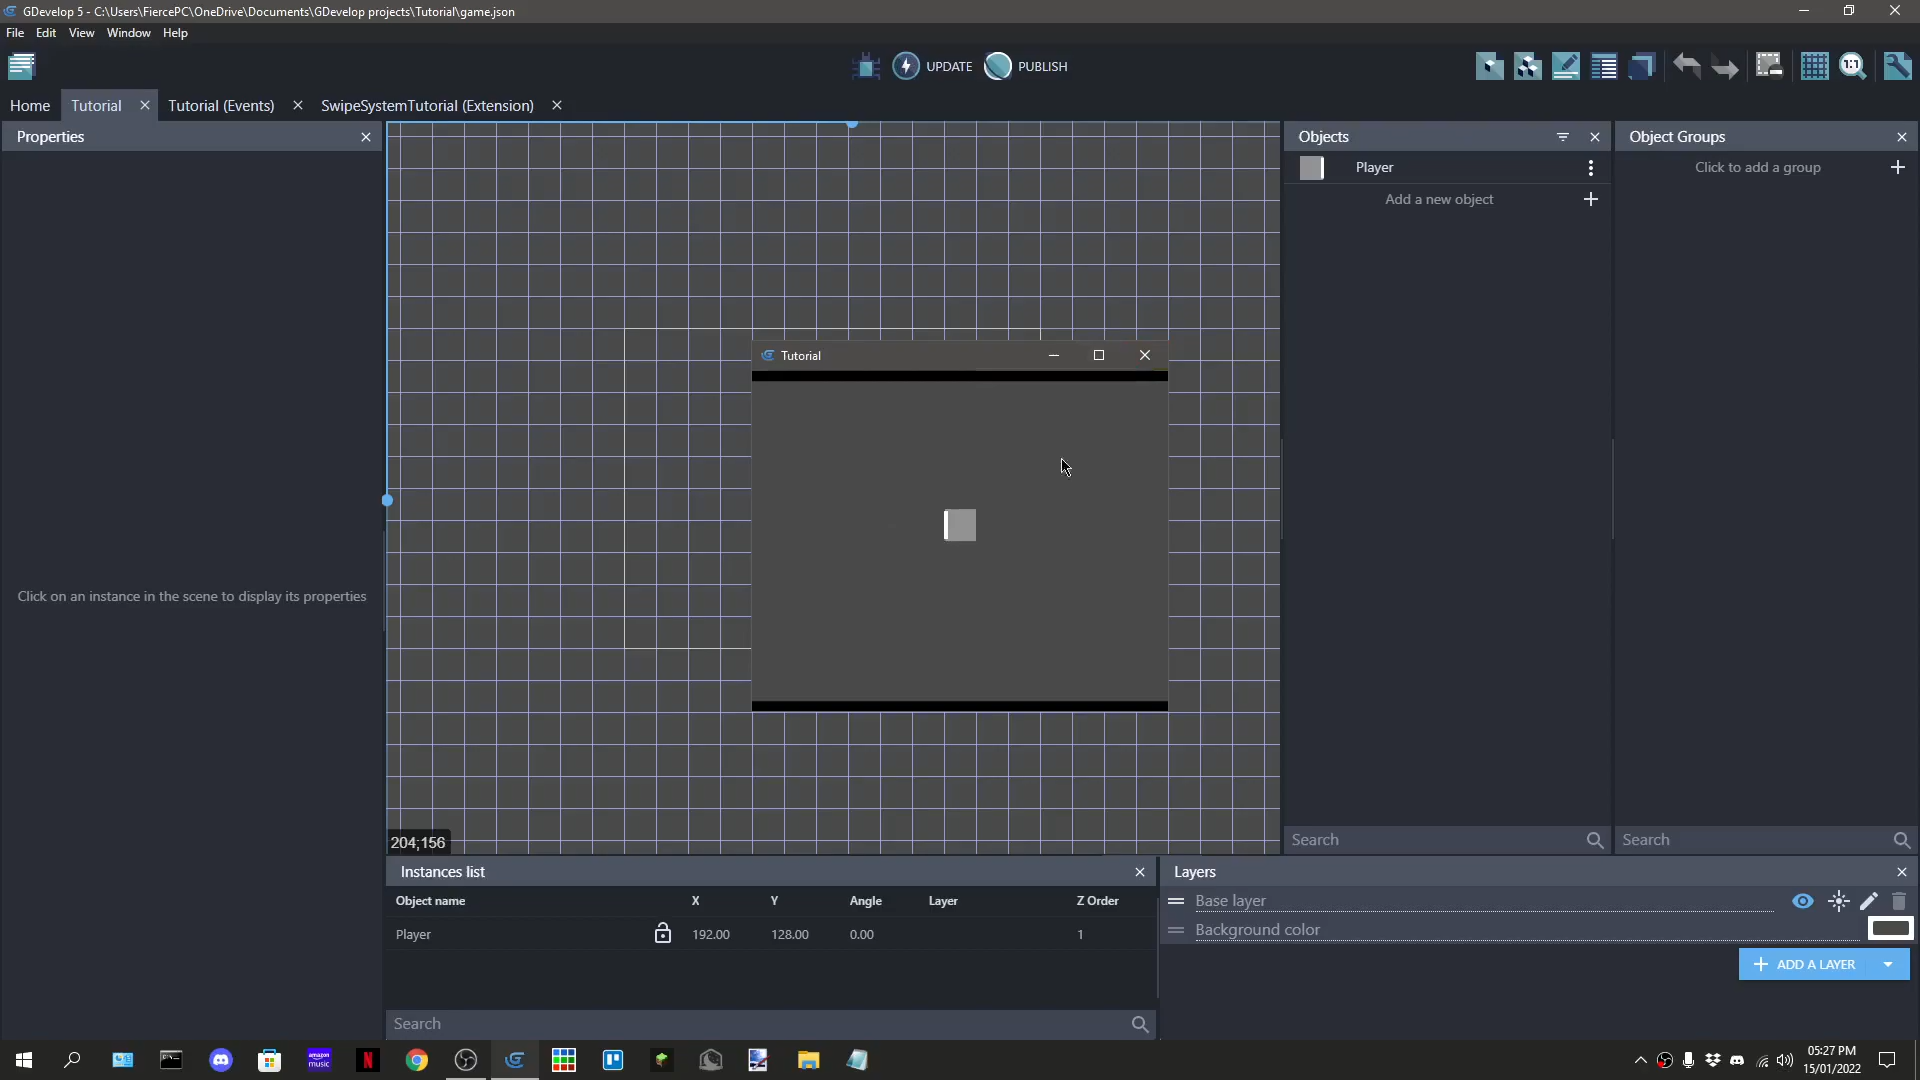 GDevelop 5 - C:\Users\FiercePC\OneDrive\Documents\GDevelop projects\Tutorial\game.json
File Edit View Window Help
UPDATE PUBLISH
Home Tutorial Tutorial (Events) SwipeSystemTutorial (Extension)
Properties
Objects
Object Groups
Player
Click to add a group
Add a new object
Tutorial
Click on an instance in the scene to display its properties
204;156
Search
Search
Instances list
Layers
Object name X Y Angle Layer Z Order
Base layer
Player 192.00 128.00 0.00 1
Background color
ADD A LAYER
Search
amazon music
1:1
05:27 PM
15/01/2022